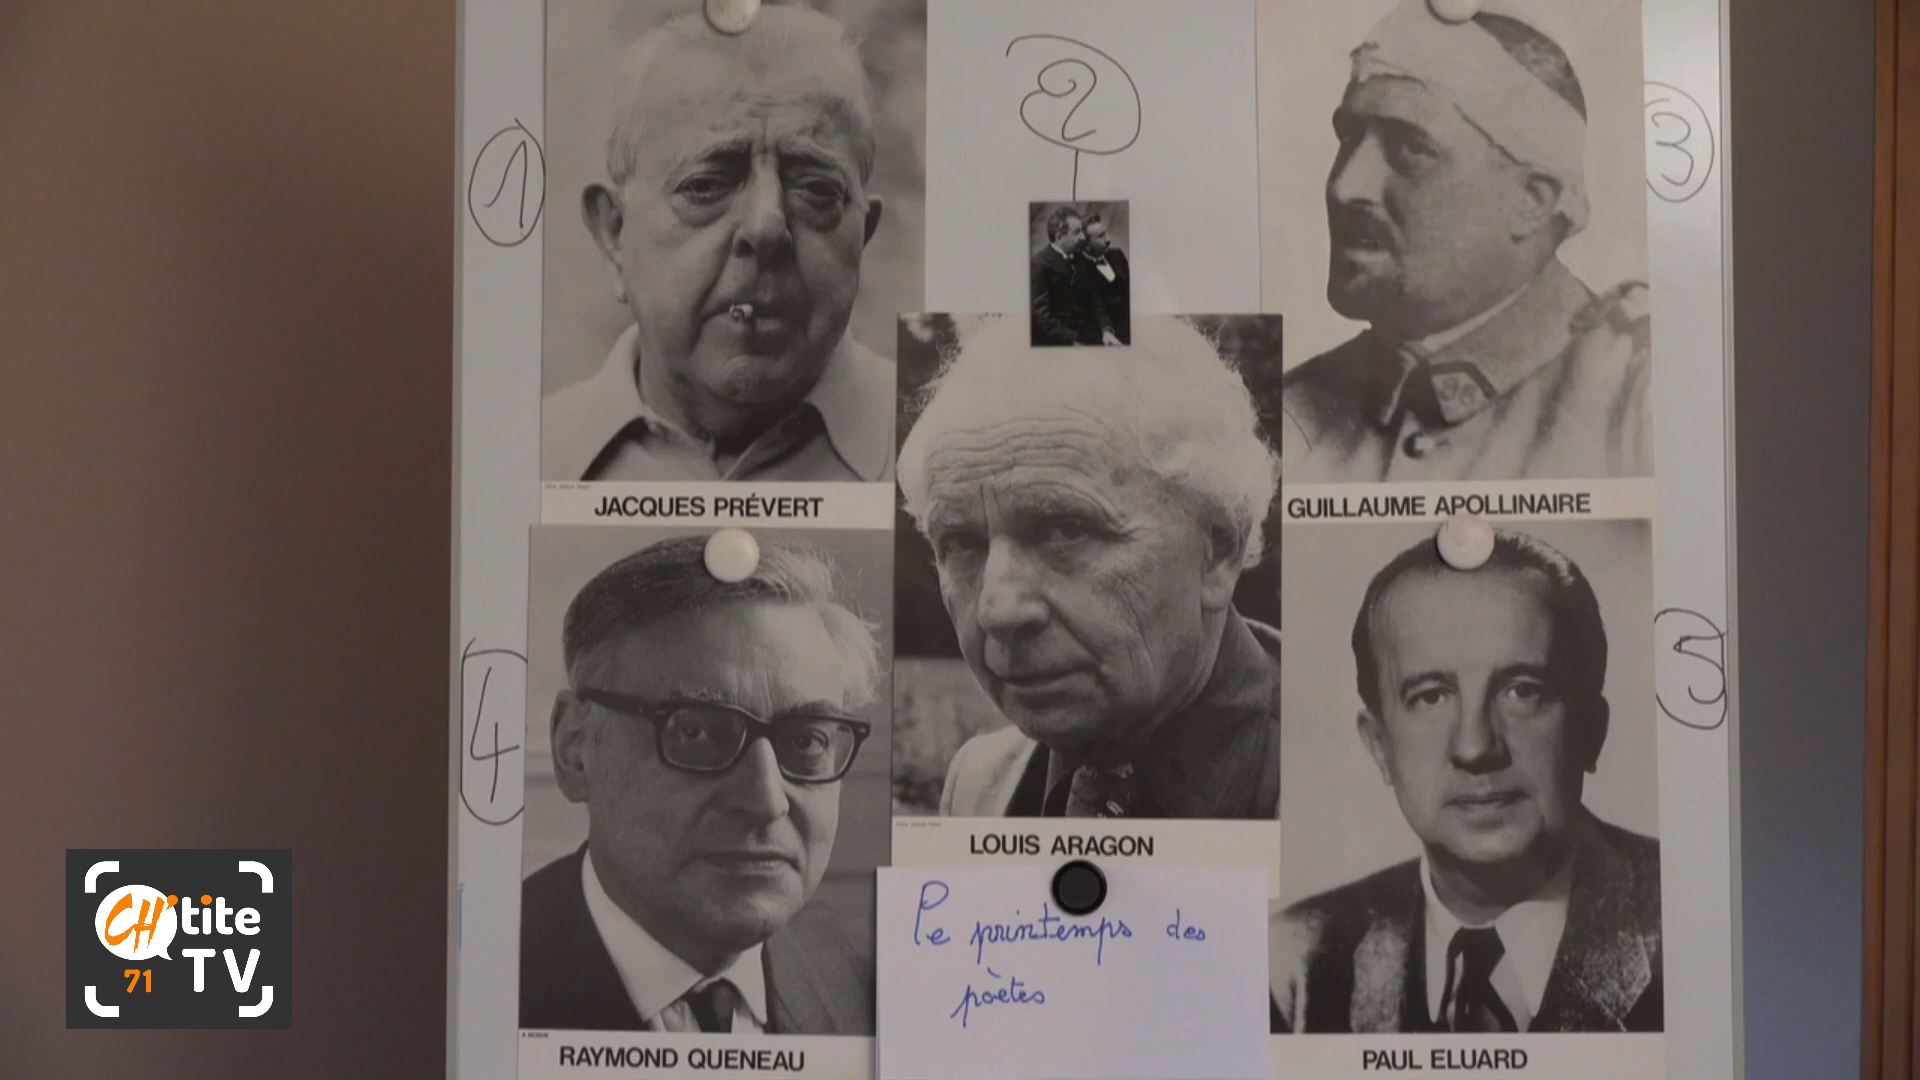 1
2
3
JACQUES PRÉVERT
GUILLAUME APOLLINAIRE
4
5
LOUIS ARAGON
Le printemps des
poètes
RAYMOND QUENEAU
PAUL ELUARD
CH'tite
71 TV